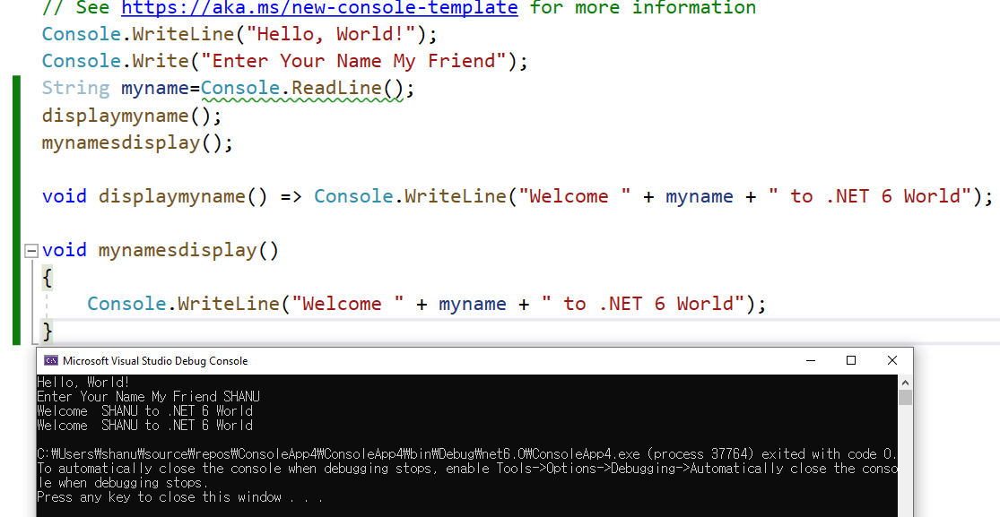 // See https://aka.ms/new-console-template for more information
Console.WriteLine("Hello, World!");
Console.Write("Enter Your Name My Friend");
String myname=Console.ReadLine();
displaymyname();
mynamesdisplay();
void displaymyname() => Console.WriteLine("Welcome " + myname + " to .NET 6 World");
void mynamesdisplay()
{
Console.WriteLine("Welcome " + myname + " to .NET 6 World");
}
Microsoft Visual Studio Debug Console
Hello, World!
Enter Your Name My Friend SHANU
Welcome  SHANU to .NET 6 World
Welcome  SHANU to .NET 6 World
C:₩Users₩shanu₩source₩repos₩ConsoleApp4₩ConsoleApp4₩bin₩Debug₩net6.0₩ConsoleApp4.exe (process 37764) exited with code 0.
To automatically close the console when debugging stops, enable Tools->Options->Debugging->Automatically close the conso
le when debugging stops.
Press any key to close this window . . .